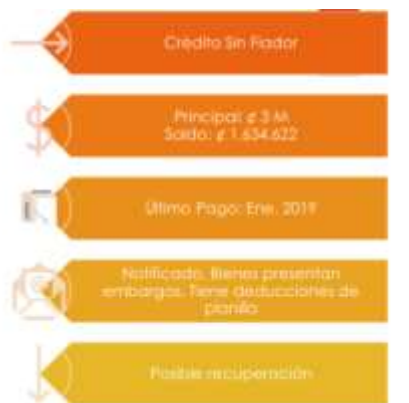 Crédito Sin Fiador
Principal: ¢ 3 M
Saldo: ¢ 1.634.622
Último Pago: Ene. 2019
Notificado. Bienes presentan
embargos. Tiene deducciones de
planilla
Posible recuperación